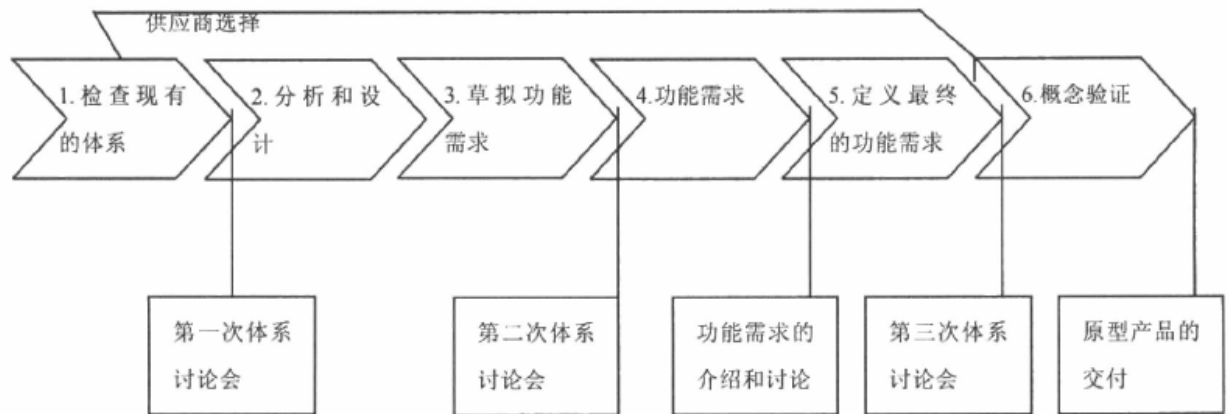 供应商选择
1.检查现有
的体系
2.分析和设
计
3.草拟功能
需求
4.功能需求
5.定义最终
的功能需求
6.概念验证
第一次体系
讨论会
第二次体系
讨论会
功能需求的
介绍和讨论
第三次体系
讨论会
原型产品的
交付